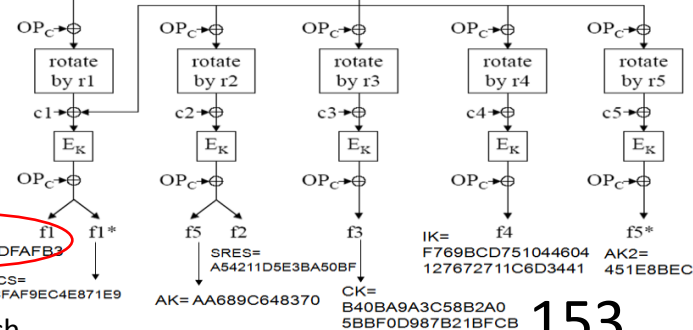 OPC OPC OPC OPC OPC
rotate by r1 rotate by r2 rotate by r3 rotate by r4 rotate by r5
c1 c2 c3 c4 c5
EK EK EK EK EK
OPC OPC OPC OPC OPC
f1 f1* f5 f2 f3 f4 f5*
DFAFB3
CS=
FAF9EC4E871E9
SRES=
A54211D5E3BA50BF
AK= AA689C648370
CK=
B40BA9A3C58B2A0
5BBF0D987B21BFCB
IK=
F769BCD751044604
127672711C6D3441
AK2=
451E8BEC
153